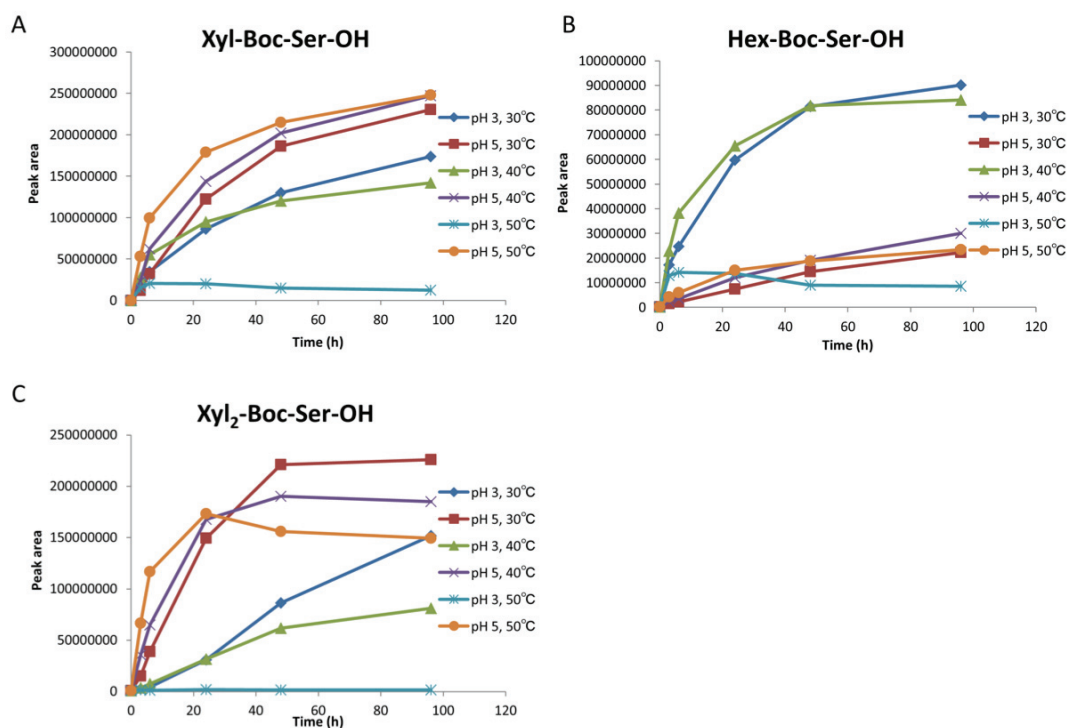 A
Xyl-Boc-Ser-OH
300000000
250000000
200000000
150000000
100000000
50000000
0
Peak area
0 20 40 60 80 100 120
Time (h)
pH 3, 30°C
pH 5, 30°C
pH 3, 40°C
pH 5, 40°C
pH 3, 50°C
pH 5, 50°C
B
Hex-Boc-Ser-OH
100000000
90000000
80000000
70000000
60000000
50000000
40000000
30000000
20000000
10000000
0
Peak area
0 20 40 60 80 100 120
Time (h)
pH 3, 30°C
pH 5, 30°C
pH 3, 40°C
pH 5, 40°C
pH 3, 50°C
pH 5, 50°C
C
Xyl₂-Boc-Ser-OH
250000000
200000000
150000000
100000000
50000000
0
Peak area
0 20 40 60 80 100 120
Time (h)
pH 3, 30°C
pH 5, 30°C
pH 3, 40°C
pH 5, 40°C
pH 3, 50°C
pH 5, 50°C